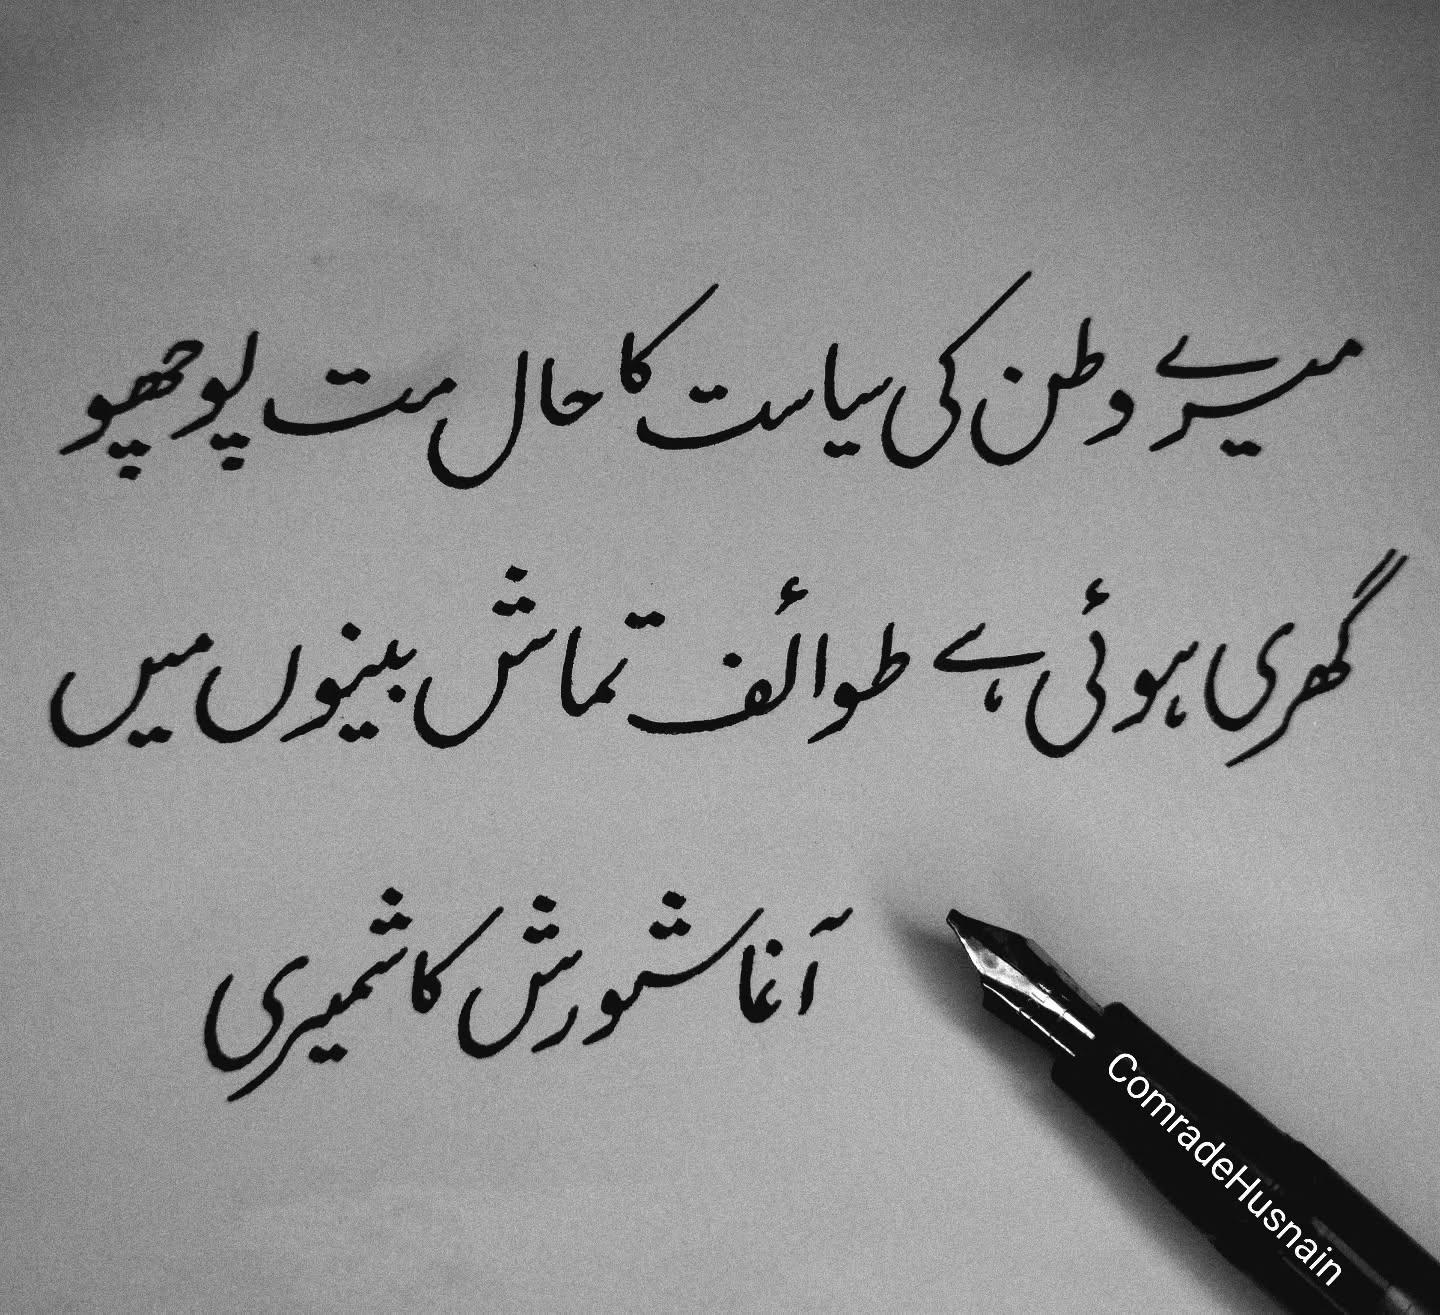 میرے وطن کی سیاست کا حال مت پوچھو
گھری ہوئی ہے طوائف تماش بینوں میں
آغا شورش کاشمیری
ComradeHusnain